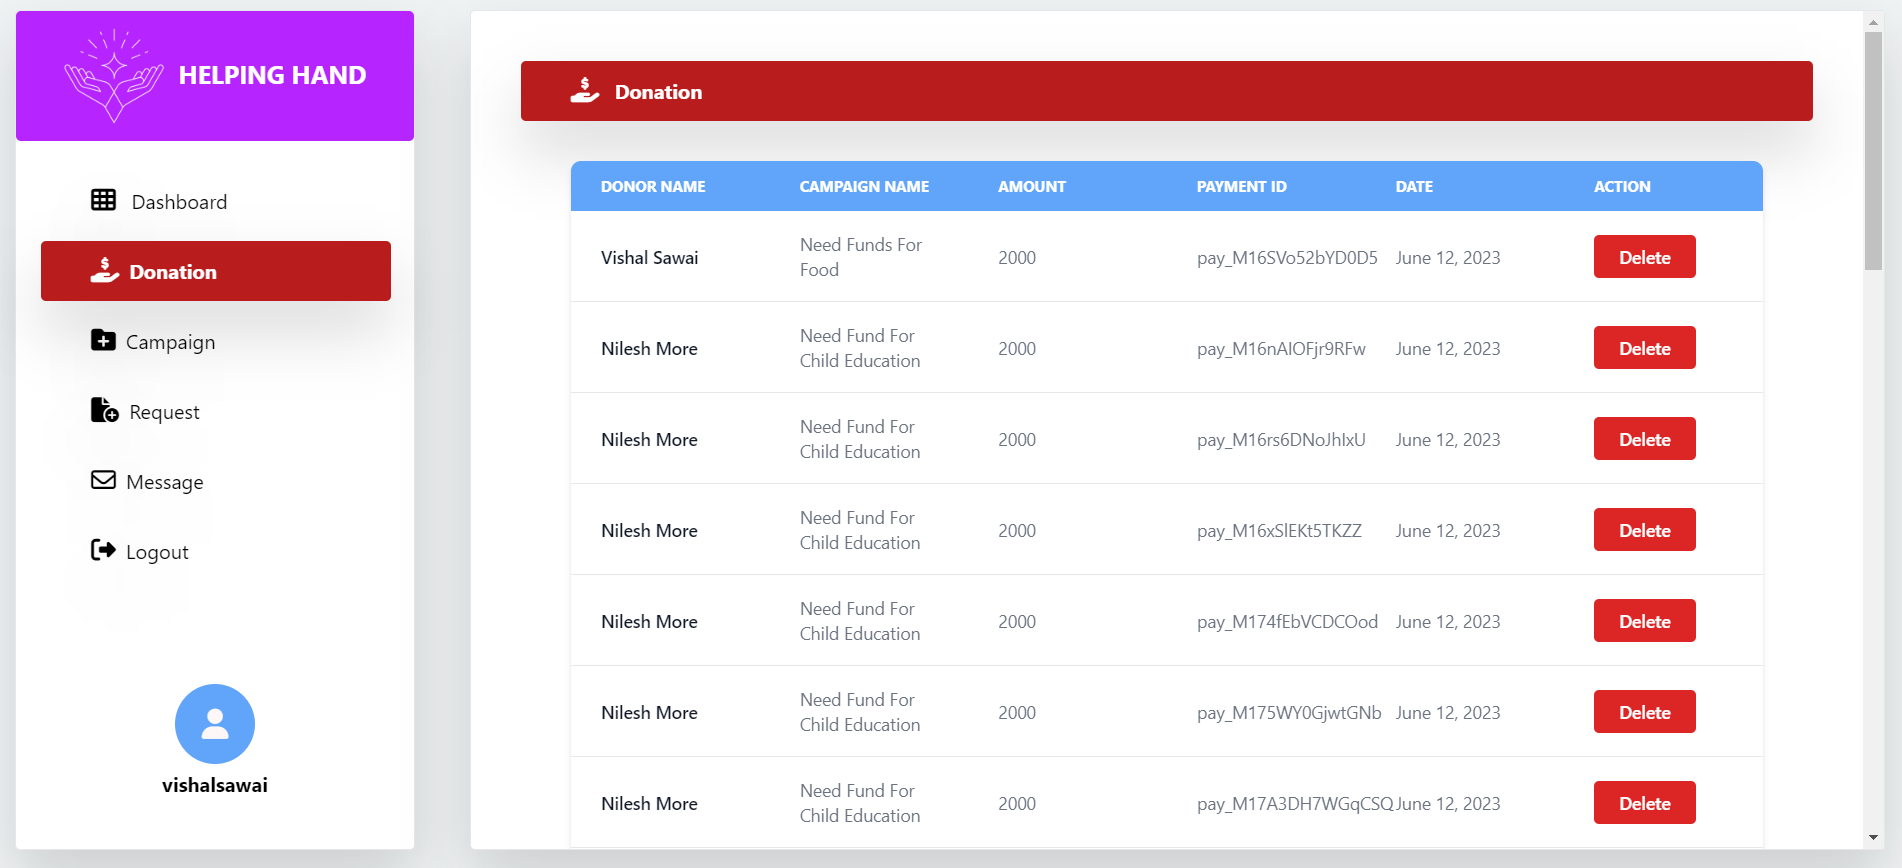 HELPING HAND
Dashboard
Donation
Campaign
Request
Message
Logout
vishalsawai
Donation
DONOR NAME CAMPAIGN NAME AMOUNT PAYMENT ID DATE ACTION
Vishal Sawai Need Funds For Food 2000 pay_M16SVo52bYD0D5 June 12, 2023 Delete
Nilesh More Need Fund For Child Education 2000 pay_M16nAIOFjr9RFw June 12, 2023 Delete
Nilesh More Need Fund For Child Education 2000 pay_M16rs6DNoJhIxU June 12, 2023 Delete
Nilesh More Need Fund For Child Education 2000 pay_M16xSlEKt5TKZZ June 12, 2023 Delete
Nilesh More Need Fund For Child Education 2000 pay_M174fEbVCDCOod June 12, 2023 Delete
Nilesh More Need Fund For Child Education 2000 pay_M175WY0GjwtGNb June 12, 2023 Delete
Nilesh More Need Fund For Child Education 2000 pay_M17A3DH7WGqCSQ June 12, 2023 Delete